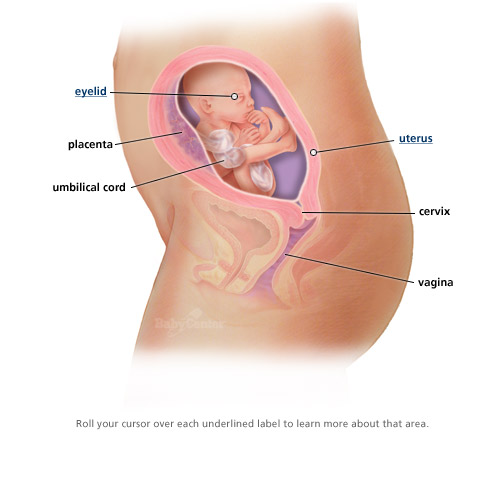 eyelid
placenta
umbilical cord
uterus
cervix
vagina
BabyCenter
Roll your cursor over each underlined label to learn more about that area.